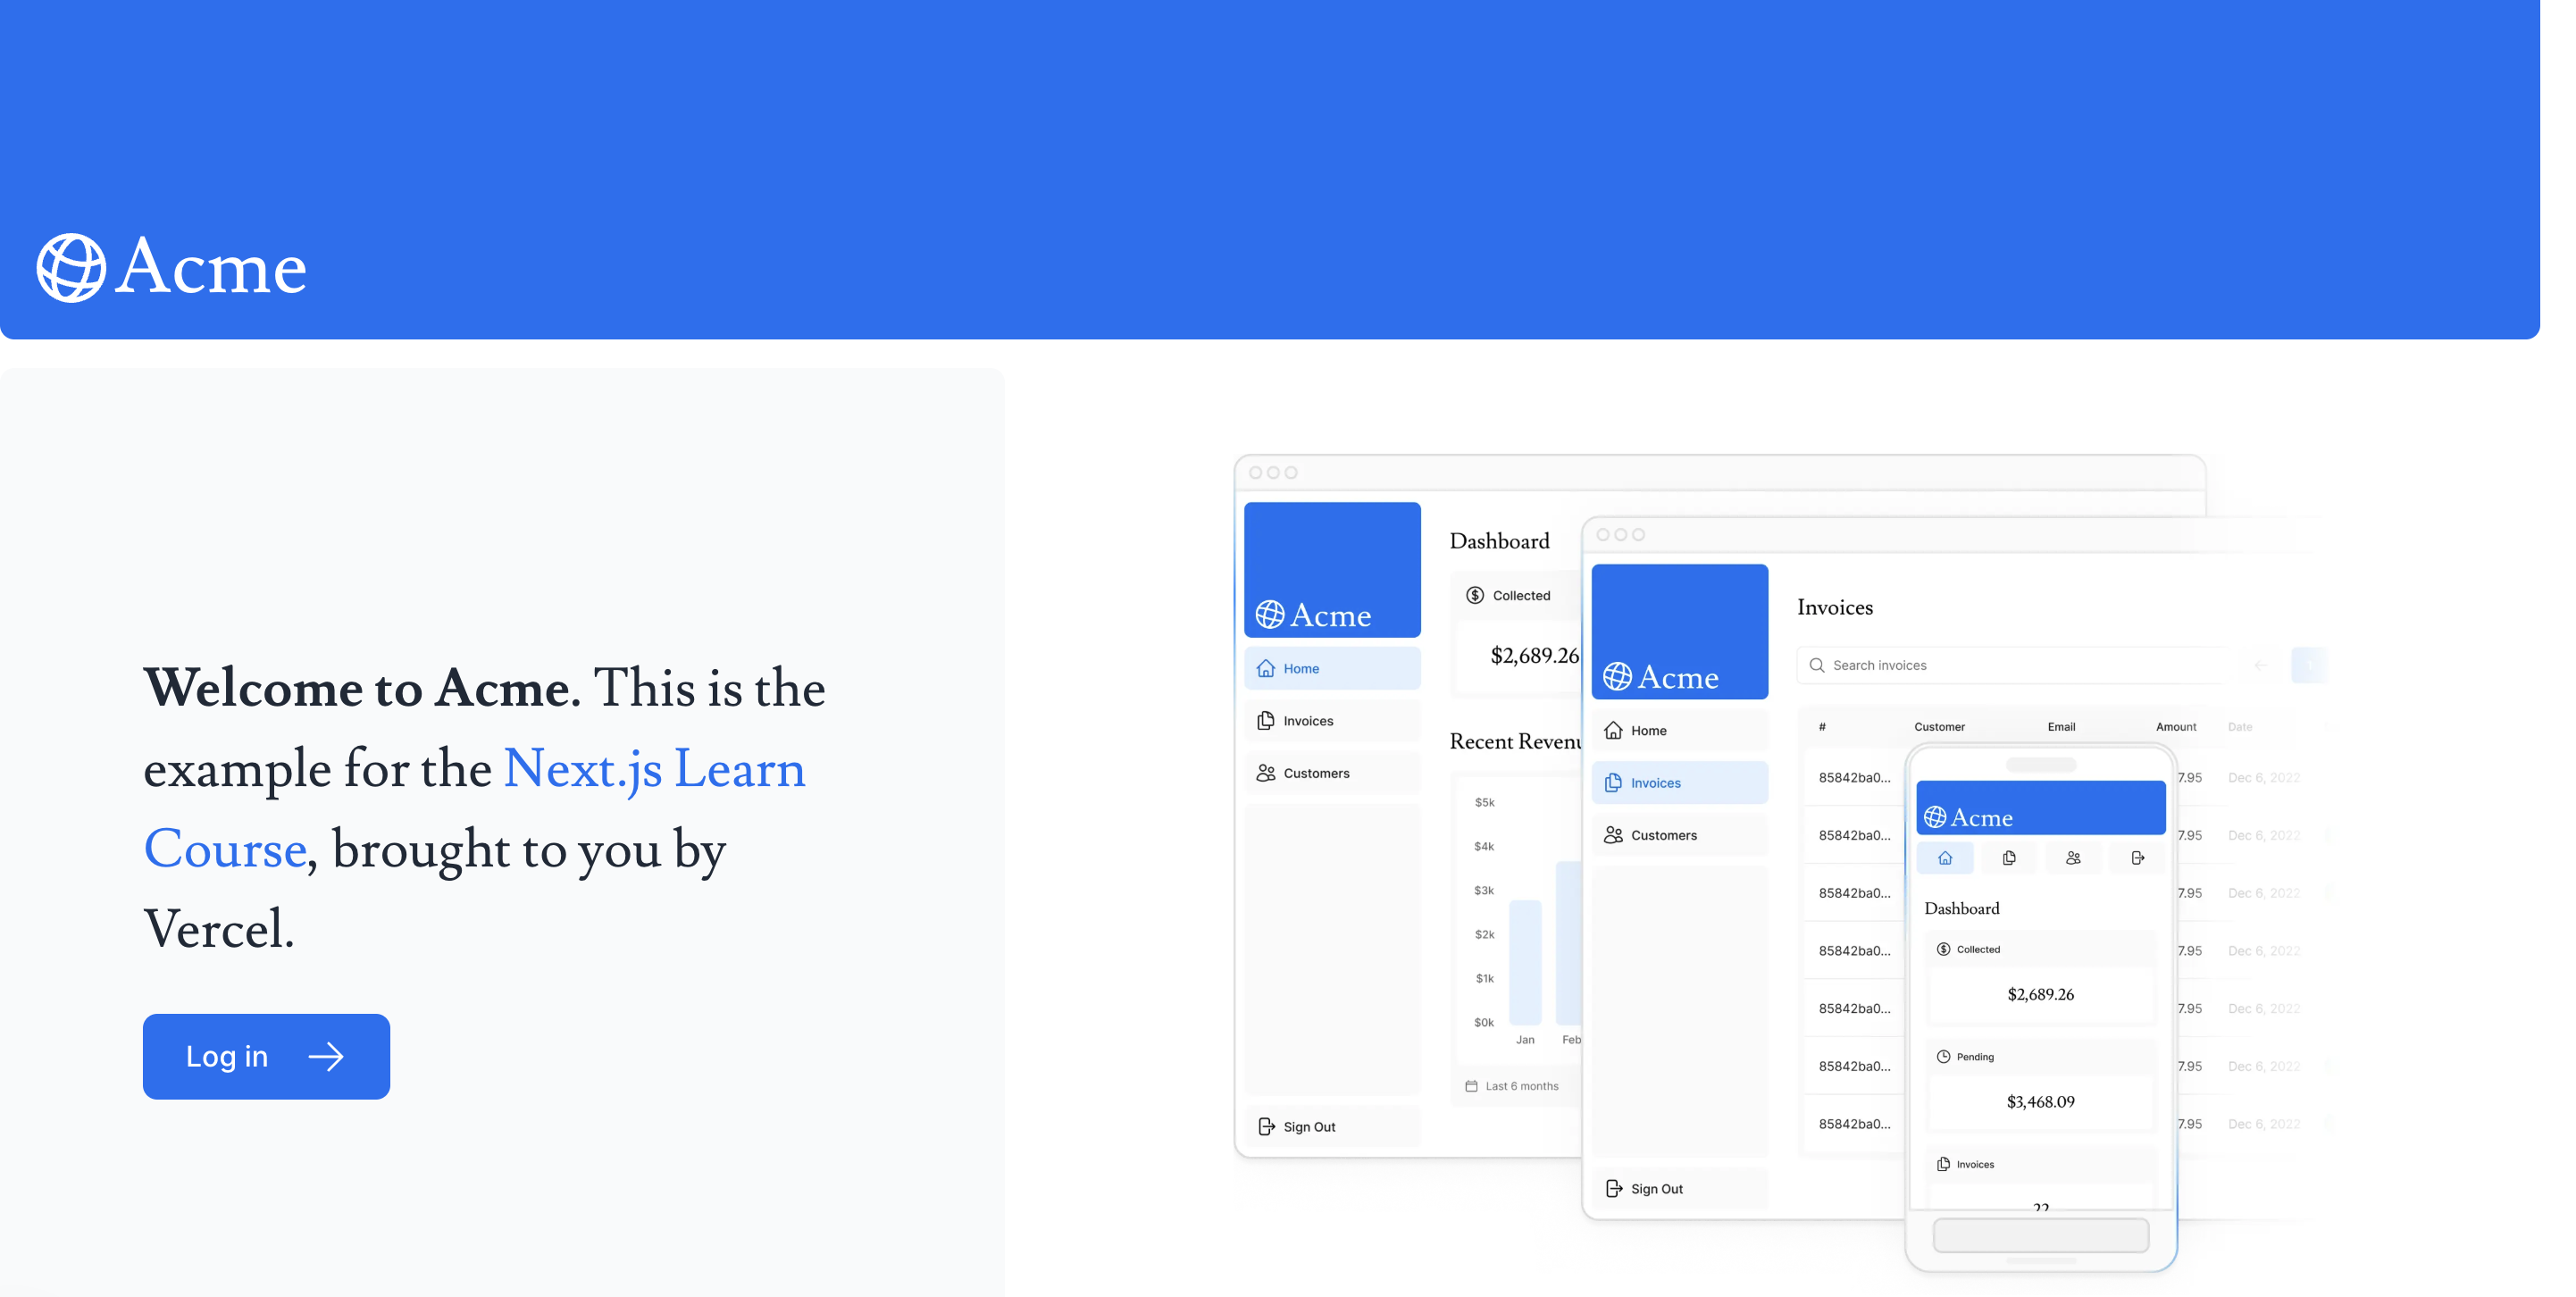 Acme
Welcome to Acme. This is the
example for the Next.js Learn
Course, brought to you by
Vercel.
Log in
Acme
Home
Invoices
Customers
Sign Out
Dashboard
Collected
$2,689.26
Recent Revenu
$5k
$4k
$3k
$2k
$1k
$0k
Jan Feb
Last 6 months
Acme
Home
Invoices
Customers
Sign Out
Invoices
Search invoices
# Customer Email Amount Date
85842ba0... 7.95 Dec 6, 2022
85842ba0... 7.95 Dec 6, 2022
85842ba0... 7.95 Dec 6, 2022
85842ba0... 7.95 Dec 6, 2022
85842ba0... 7.95 Dec 6, 2022
85842ba0... 7.95 Dec 6, 2022
85842ba0... 7.95 Dec 6, 2022
Acme
Dashboard
Collected
$2,689.26
Pending
$3,468.09
Invoices
22